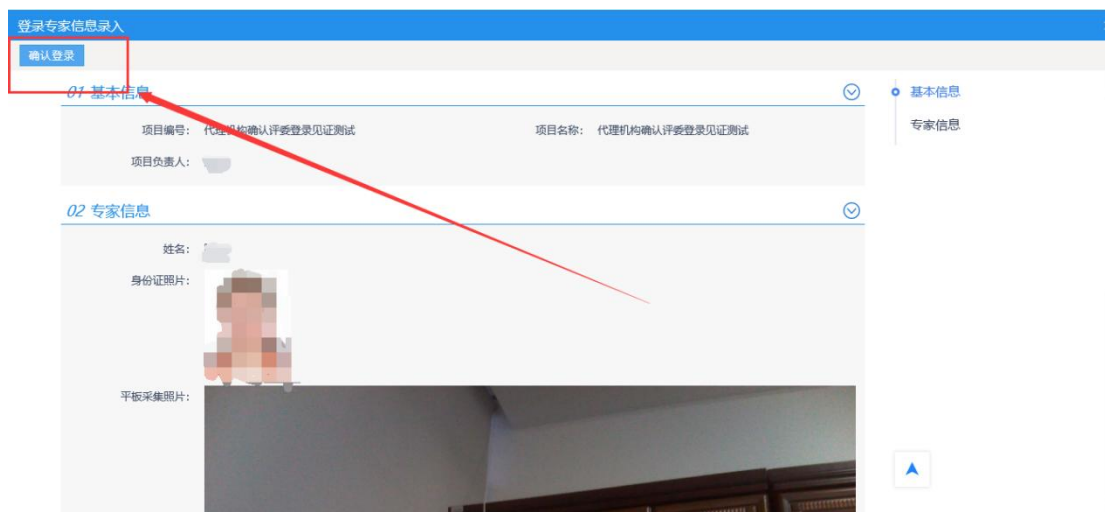 登录专家信息录入
确认登录
01 基本信息
基本信息
项目编号： 代理机构确认评委登录见证测试
项目名称： 代理机构确认评委登录见证测试
专家信息
项目负责人：
02 专家信息
姓名：
身份证照片：
平板采集照片：